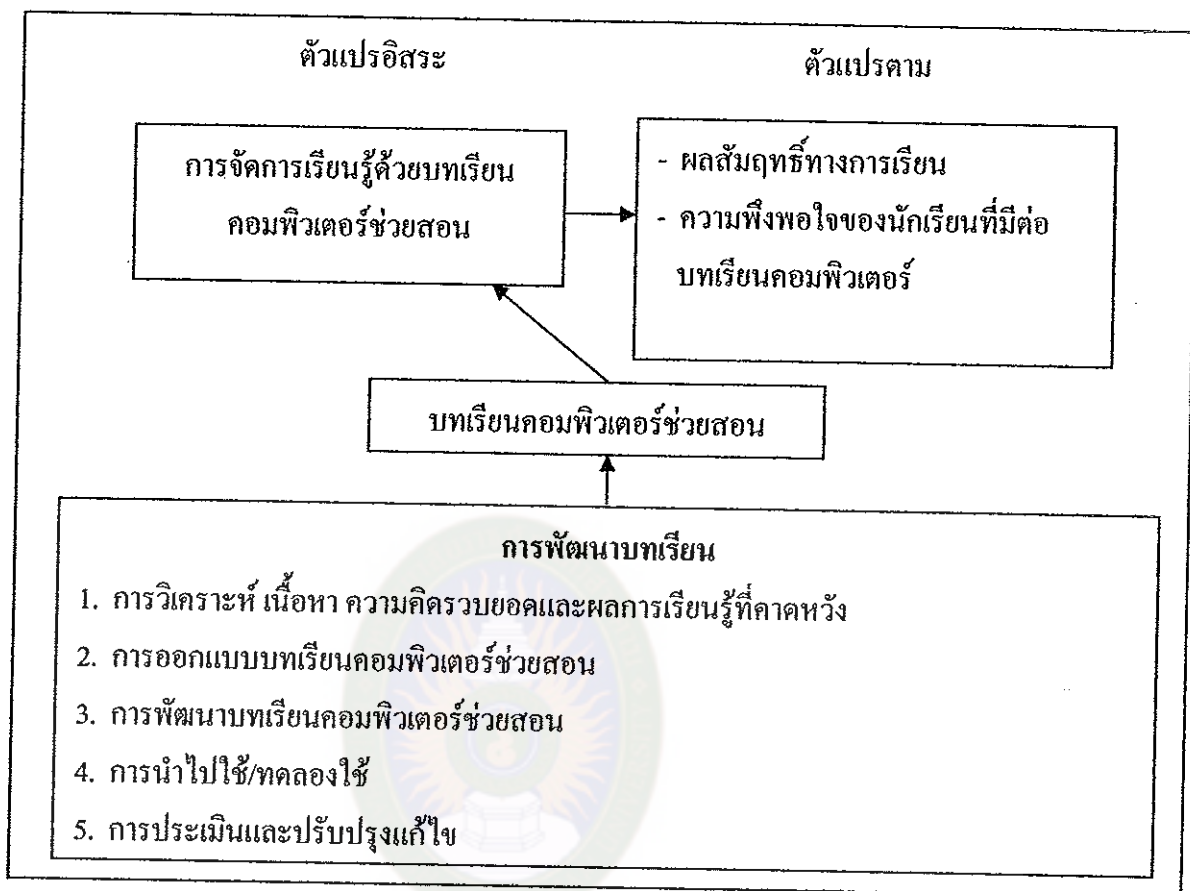 ตัวแปรอิสระ
ตัวแปรตาม
การจัดการเรียนรู้ด้วยบทเรียน
คอมพิวเตอร์ช่วยสอน
- ผลสัมฤทธิ์ทางการเรียน
- ความพึงพอใจของนักเรียนที่มีต่อ
บทเรียนคอมพิวเตอร์
บทเรียนคอมพิวเตอร์ช่วยสอน
การพัฒนาบทเรียน
1. การวิเคราะห์ เนื้อหา ความคิดรวบยอดและผลการเรียนรู้ที่คาดหวัง
2. การออกแบบบทเรียนคอมพิวเตอร์ช่วยสอน
3. การพัฒนาบทเรียนคอมพิวเตอร์ช่วยสอน
4. การนำไปใช้/ทดลองใช้
5. การประเมินและปรับปรุงแก้ไข